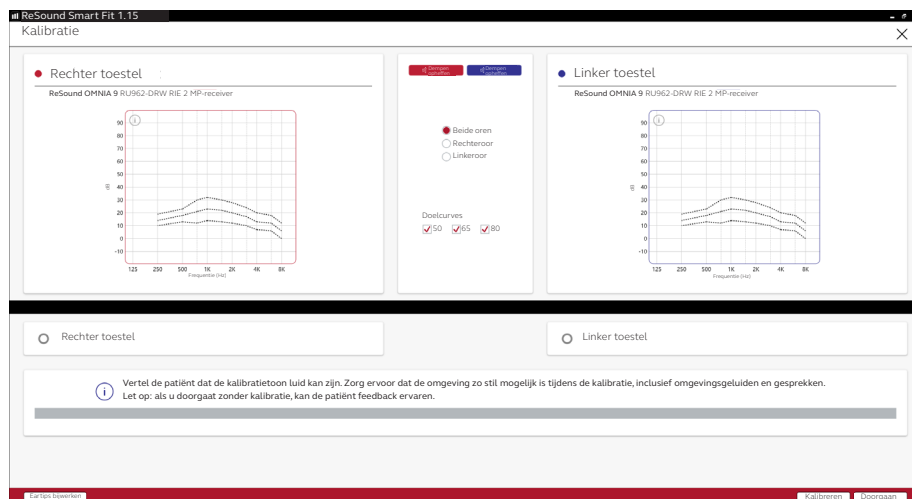 ReSound Smart Fit 1.15
Kalibratie
Rechter toestel
ReSound OMNIA 9 RU962-DRW RIE 2 MP-receiver
90
80
70
60
50
40
30
20
10
0
-10
dB
125 250 500 1K 2K 4K 8K
Frequentie (Hz)
Beide oren
Rechteroor
Linkeroor
Doelcurves
50 65 80
Linker toestel
ReSound OMNIA 9 RU962-DRW RIE 2 MP-receiver
90
80
70
60
50
40
30
20
10
0
-10
dB
125 250 500 1K 2K 4K 8K
Frequentie (Hz)
Rechter toestel
Linker toestel
Vertel de patiënt dat de kalibratietoon luid kan zijn. Zorg ervoor dat de omgeving zo stil mogelijk is tijdens de kalibratie, inclusief omgevingsgeluiden en gesprekken.
Let op: als u doorgaat zonder kalibratie, kan de patiënt feedback ervaren.
Eartips bijwerken
Kalibreren Doorgaan